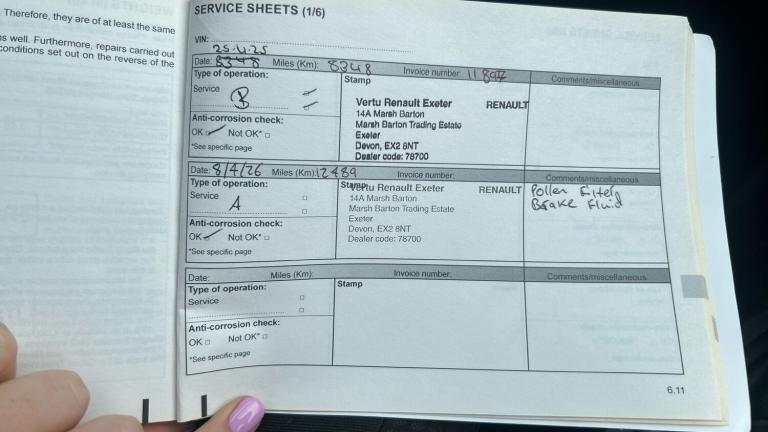 Therefore, they are of at least the same
s well. Furthermore, repairs carried out
conditions set out on the reverse of the
SERVICE SHEETS (1/6)
VIN:
25.4.25
Date: 8348 Miles (Km): 8348 Invoice number: Comments/miscellaneous
Type of operation:
Stamp
Service
B
Vertu Renault Exeter RENAULT
14A Marsh Barton
Marsh Barton Trading Estate
Exeter
Devon, EX2 8NT
Dealer code: 78700
Anti-corrosion check:
OK Not OK*
*See specific page
Date: 8/4/26 Miles (Km): 12489 Invoice number: Comments/miscellaneous
Type of operation:
Stamp
Service
A
Vertu Renault Exeter RENAULT
14A Marsh Barton
Marsh Barton Trading Estate
Exeter
Devon, EX2 8NT
Dealer code: 78700
Pollen Filter
Brake Fluid
Anti-corrosion check:
OK Not OK*
*See specific page
Date: Miles (Km): Invoice number: Comments/miscellaneous
Type of operation:
Stamp
Service
Anti-corrosion check:
OK Not OK*
*See specific page
6.11